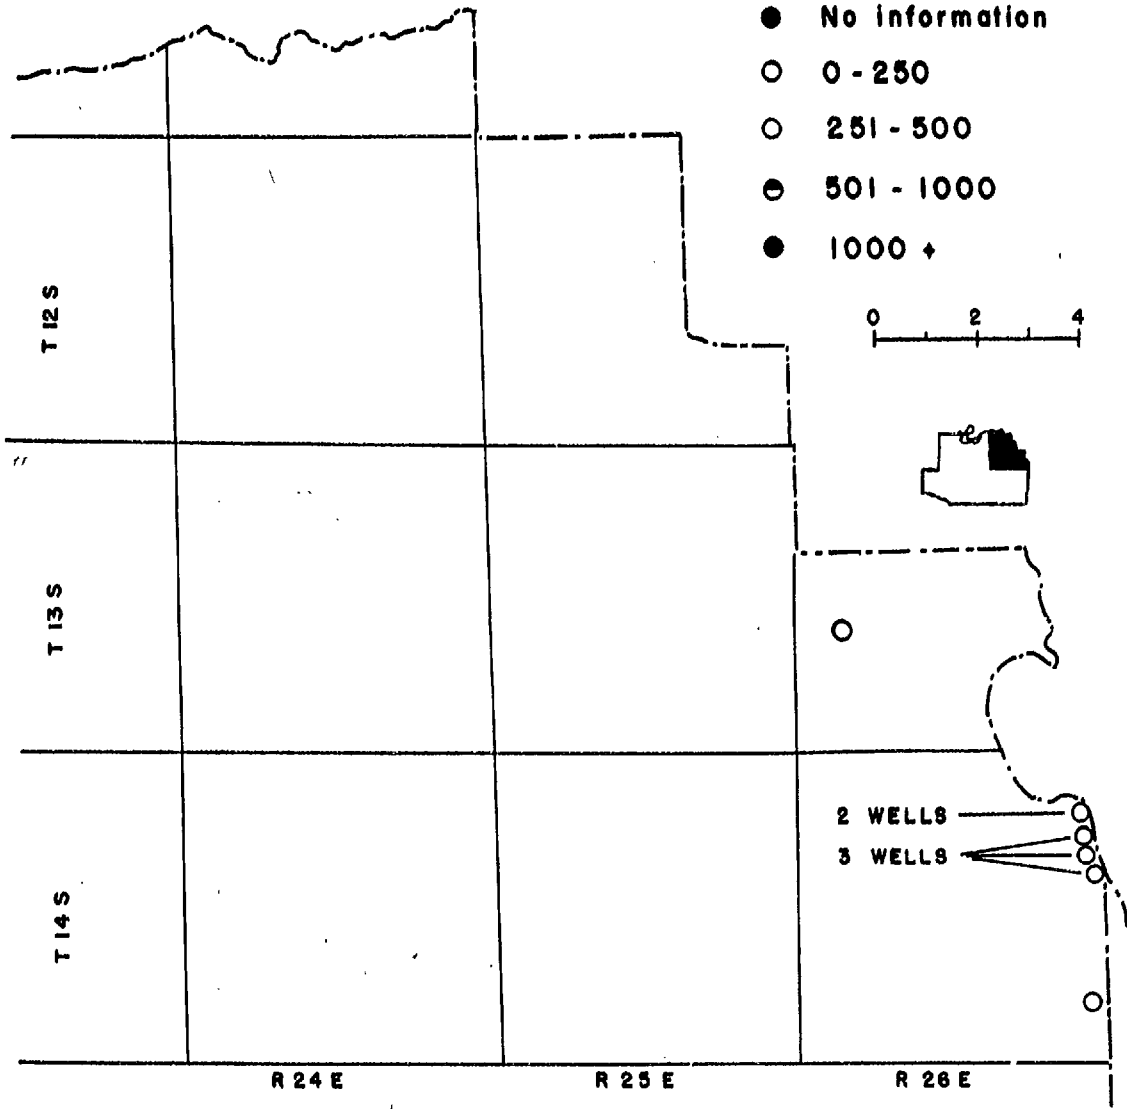 No information
0 - 250
251 - 500
501 - 1000
1000 +
0 2 4
T 12 S
T 13 S
2 WELLS
3 WELLS
T 14 S
R 24 E R 25 E R 26 E